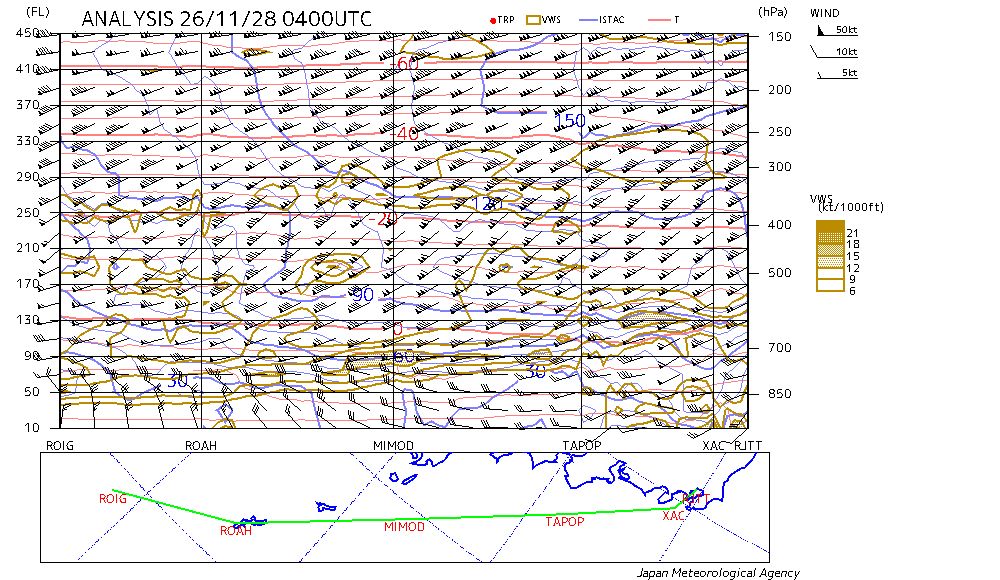 (FL) ANALYSIS 26/11/28 0400UTC TRP VWS ISTAC T (hPa) WIND
450 150 50kt
-60
410 10kt
5kt
200
370
150
250
-40
330
300
290
120 VWS
250 (kt/1000ft)
-20 400
21
210 18
15
500 12
170 9
90 6
130
0
700
90 60
30 30
50 850
10
ROIG ROAH MIMOD TAPOP XAC RJTT
ROIG RJTT
XAC
ROAH MIMOD TAPOP
Japan Meteorological Agency